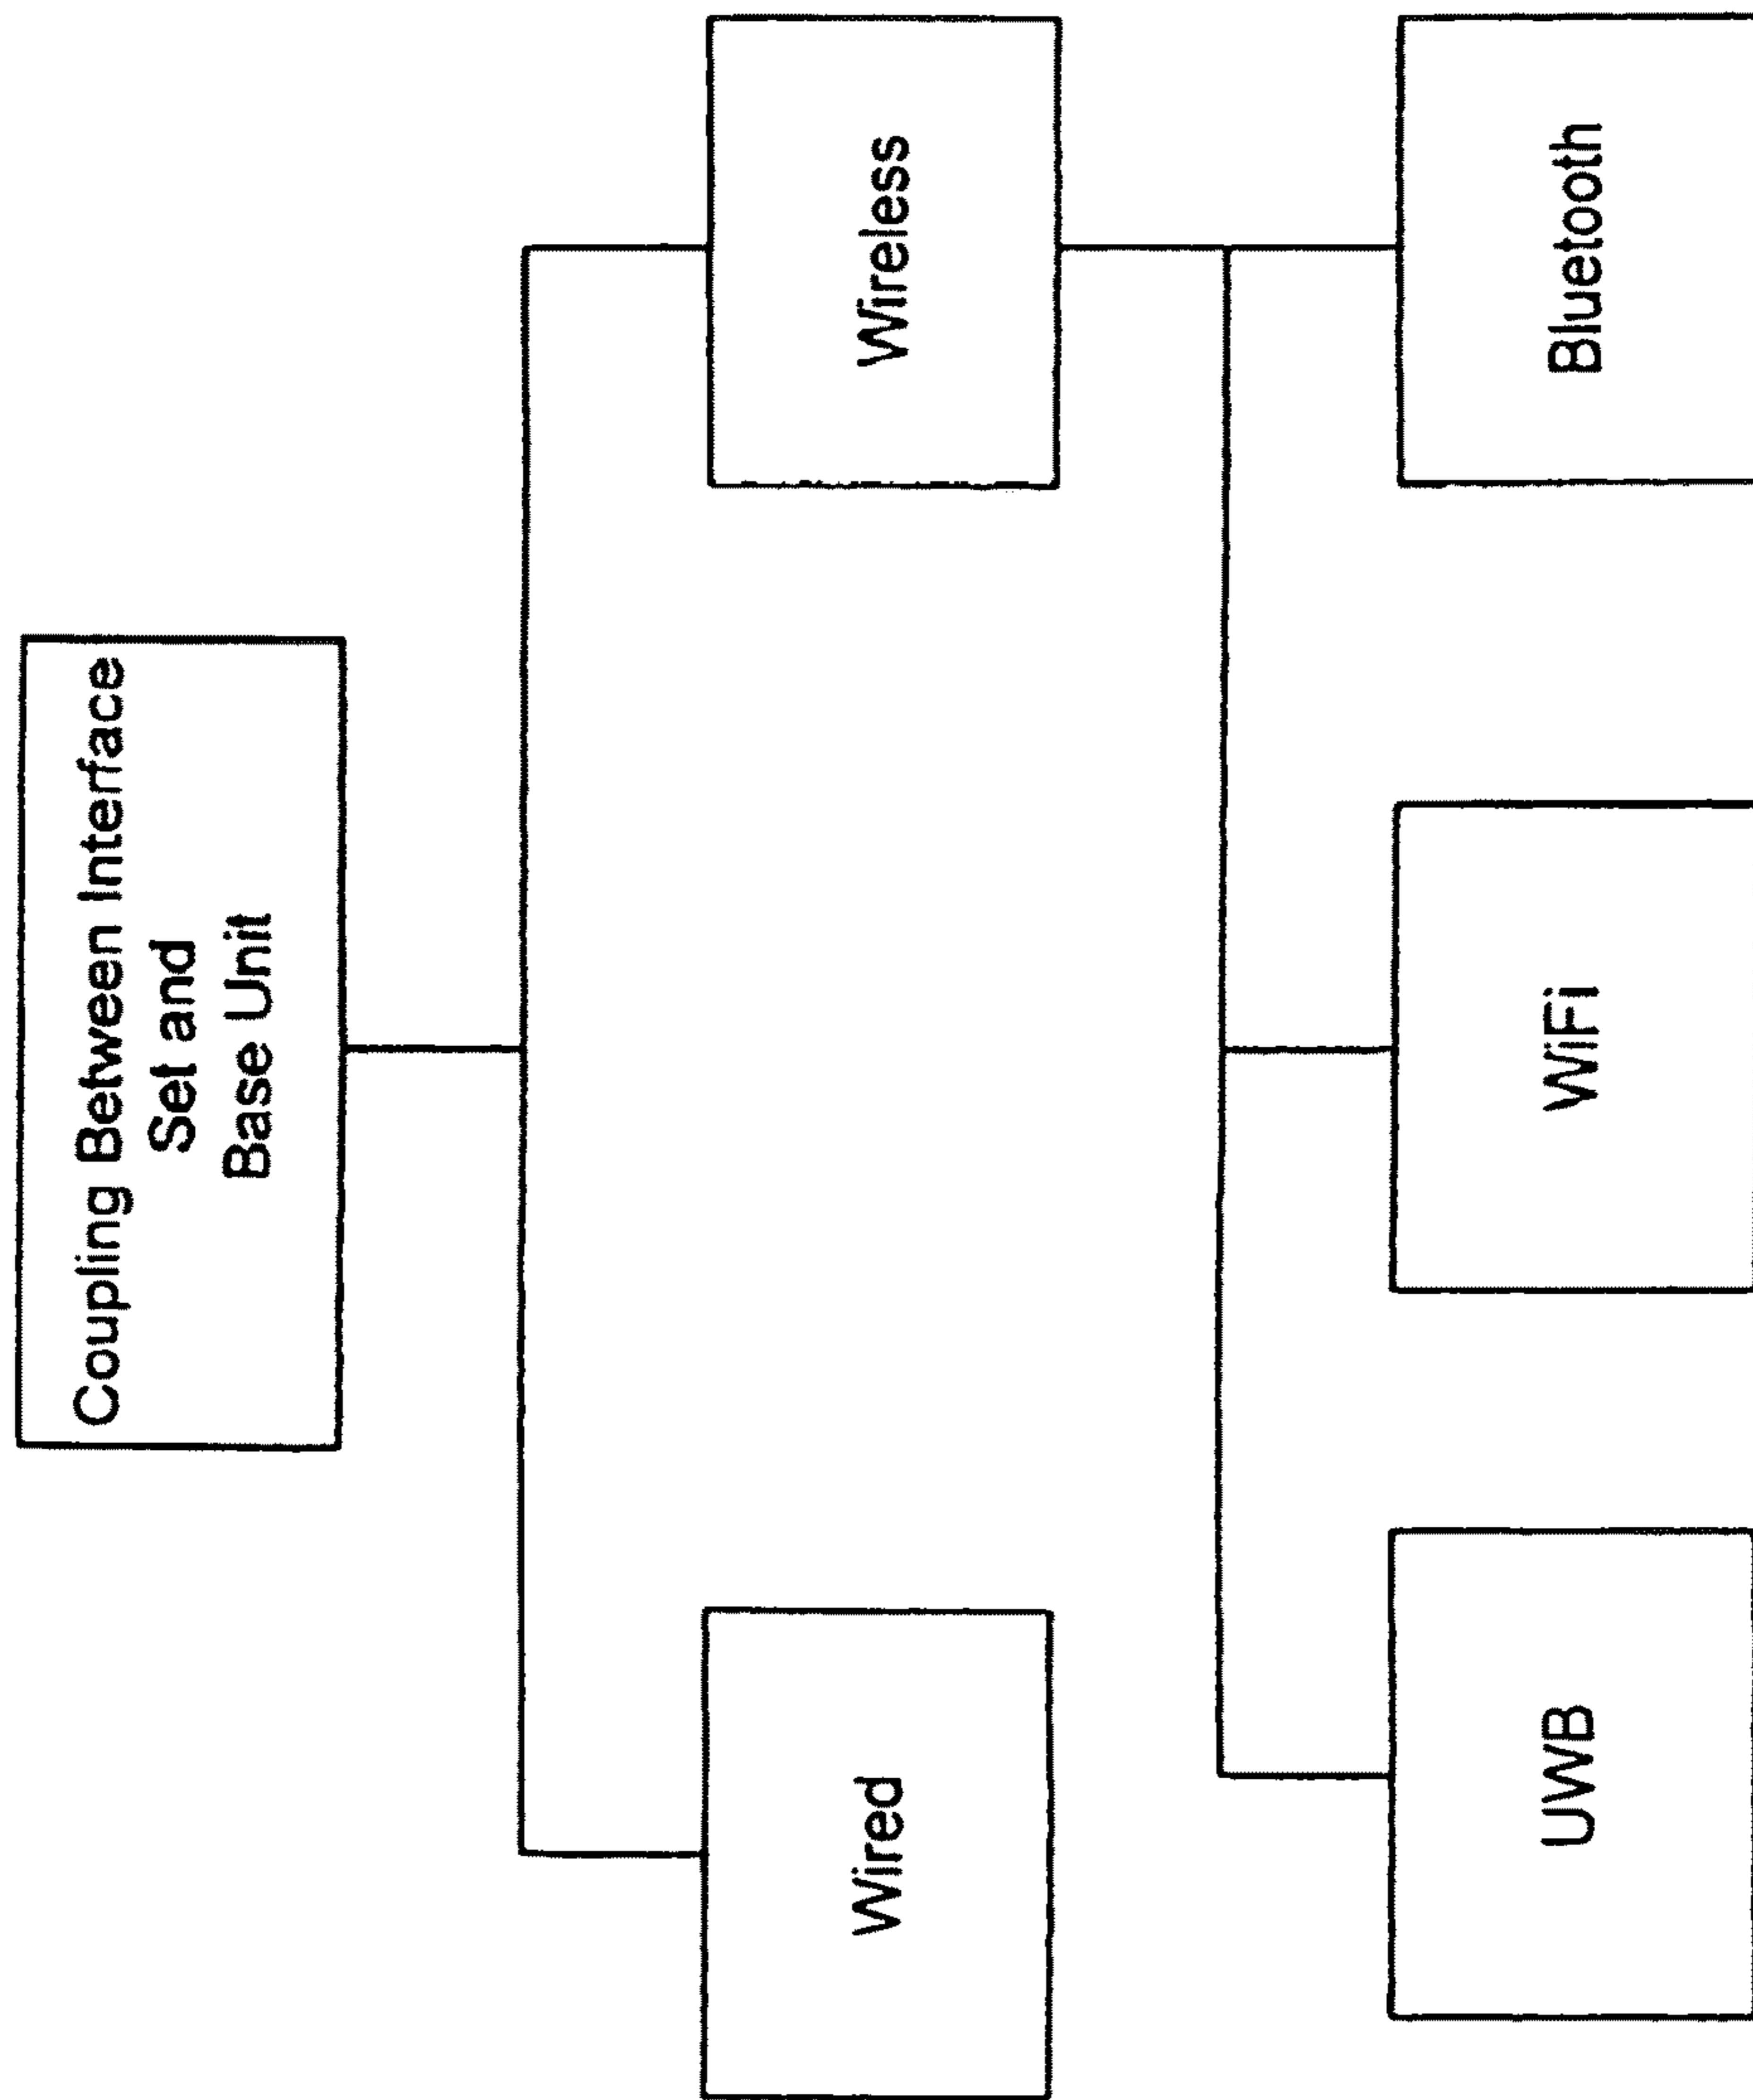 Coupling Between Interface
Set and
Base Unit
Wired
Wireless
UWB
WiFi
Bluetooth